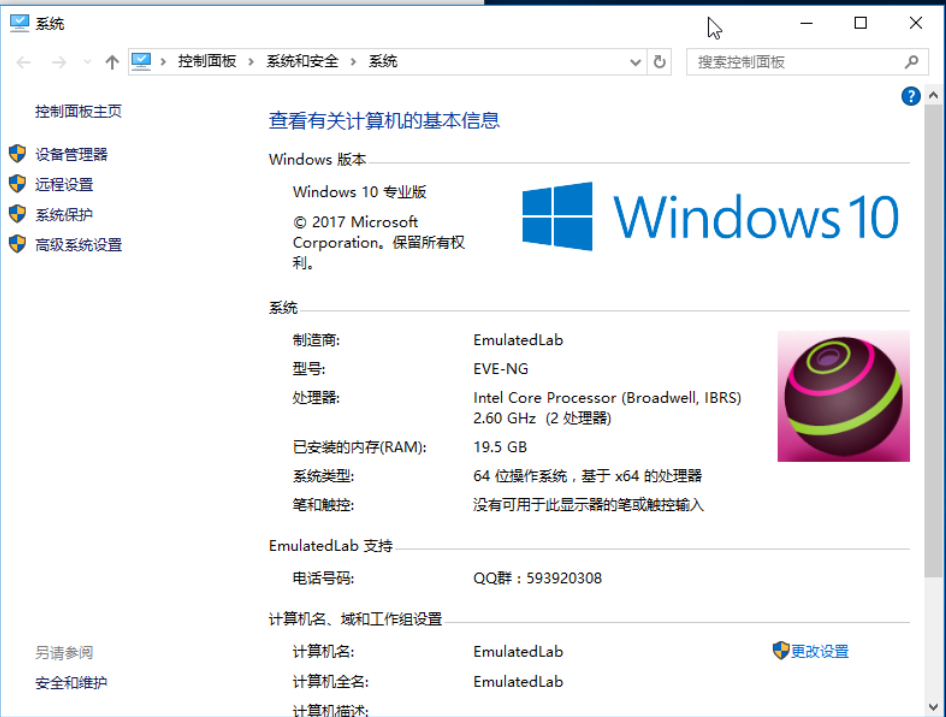 系统
控制面板 系统和安全 系统
搜索控制面板
?
控制面板主页
设备管理器
远程设置
系统保护
高级系统设置
查看有关计算机的基本信息
Windows 版本
Windows 10 专业版
© 2017 Microsoft
Corporation。保留所有权
利。
Windows 10
系统
制造商: EmulatedLab
型号: EVE-NG
处理器: Intel Core Processor (Broadwell, IBRS)
2.60 GHz (2 处理器)
已安装的内存(RAM): 19.5 GB
系统类型: 64 位操作系统，基于 x64 的处理器
笔和触控: 没有可用于此显示器的笔或触控输入
EmulatedLab 支持
电话号码: QQ群：593920308
计算机名、域和工作组设置
计算机名: EmulatedLab 更改设置
计算机全名: EmulatedLab
计算机描述:
另请参阅
安全和维护